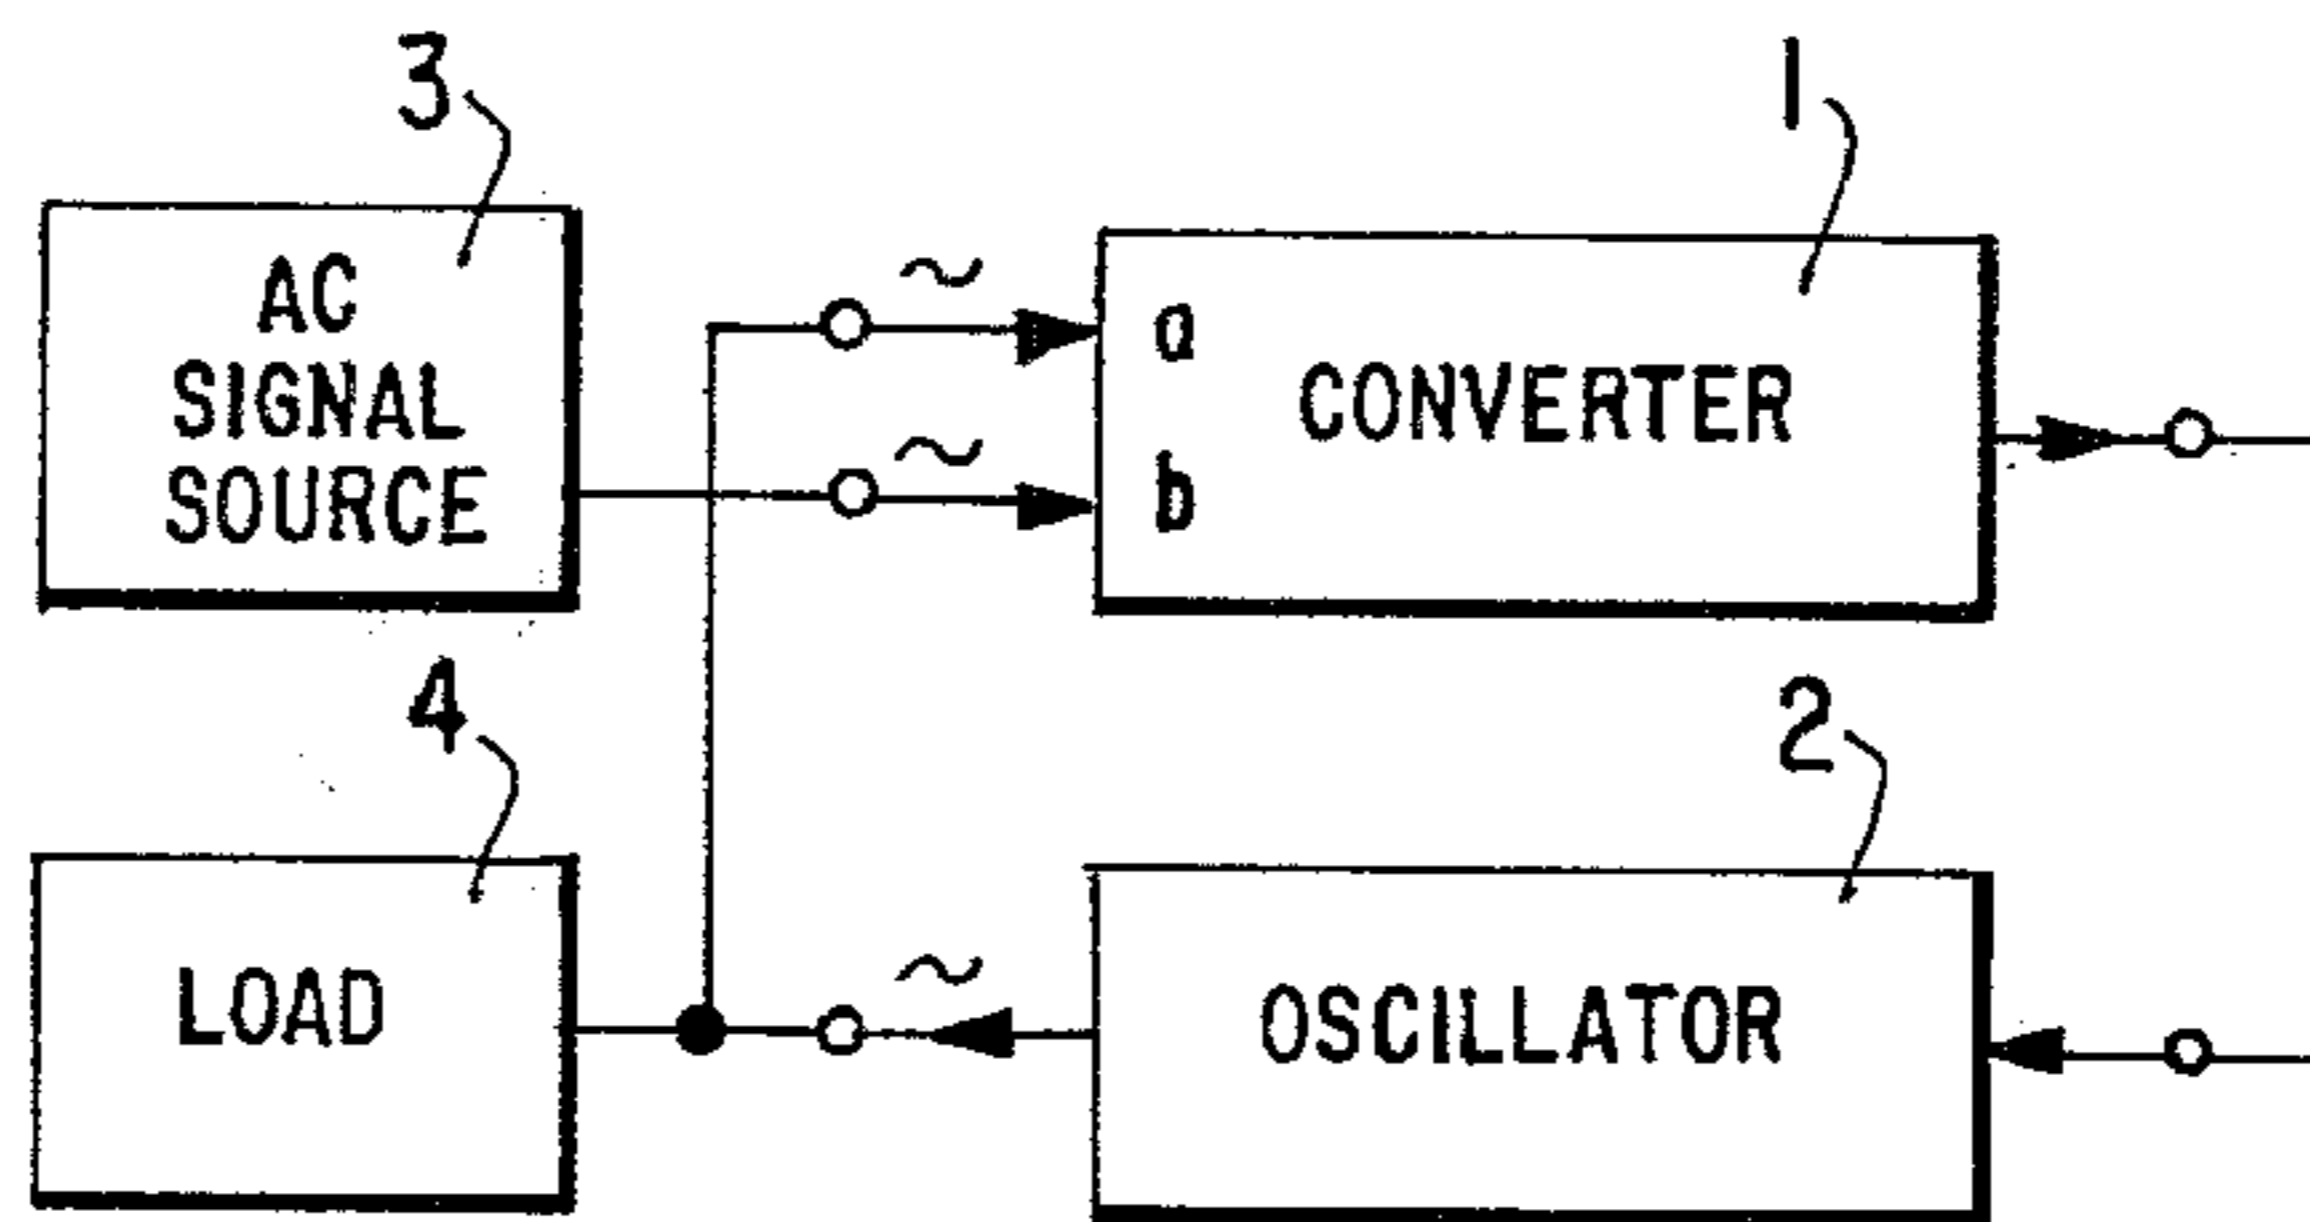 3
1
AC
SIGNAL
SOURCE
~
a
CONVERTER
~
b
4
2
LOAD
~
OSCILLATOR